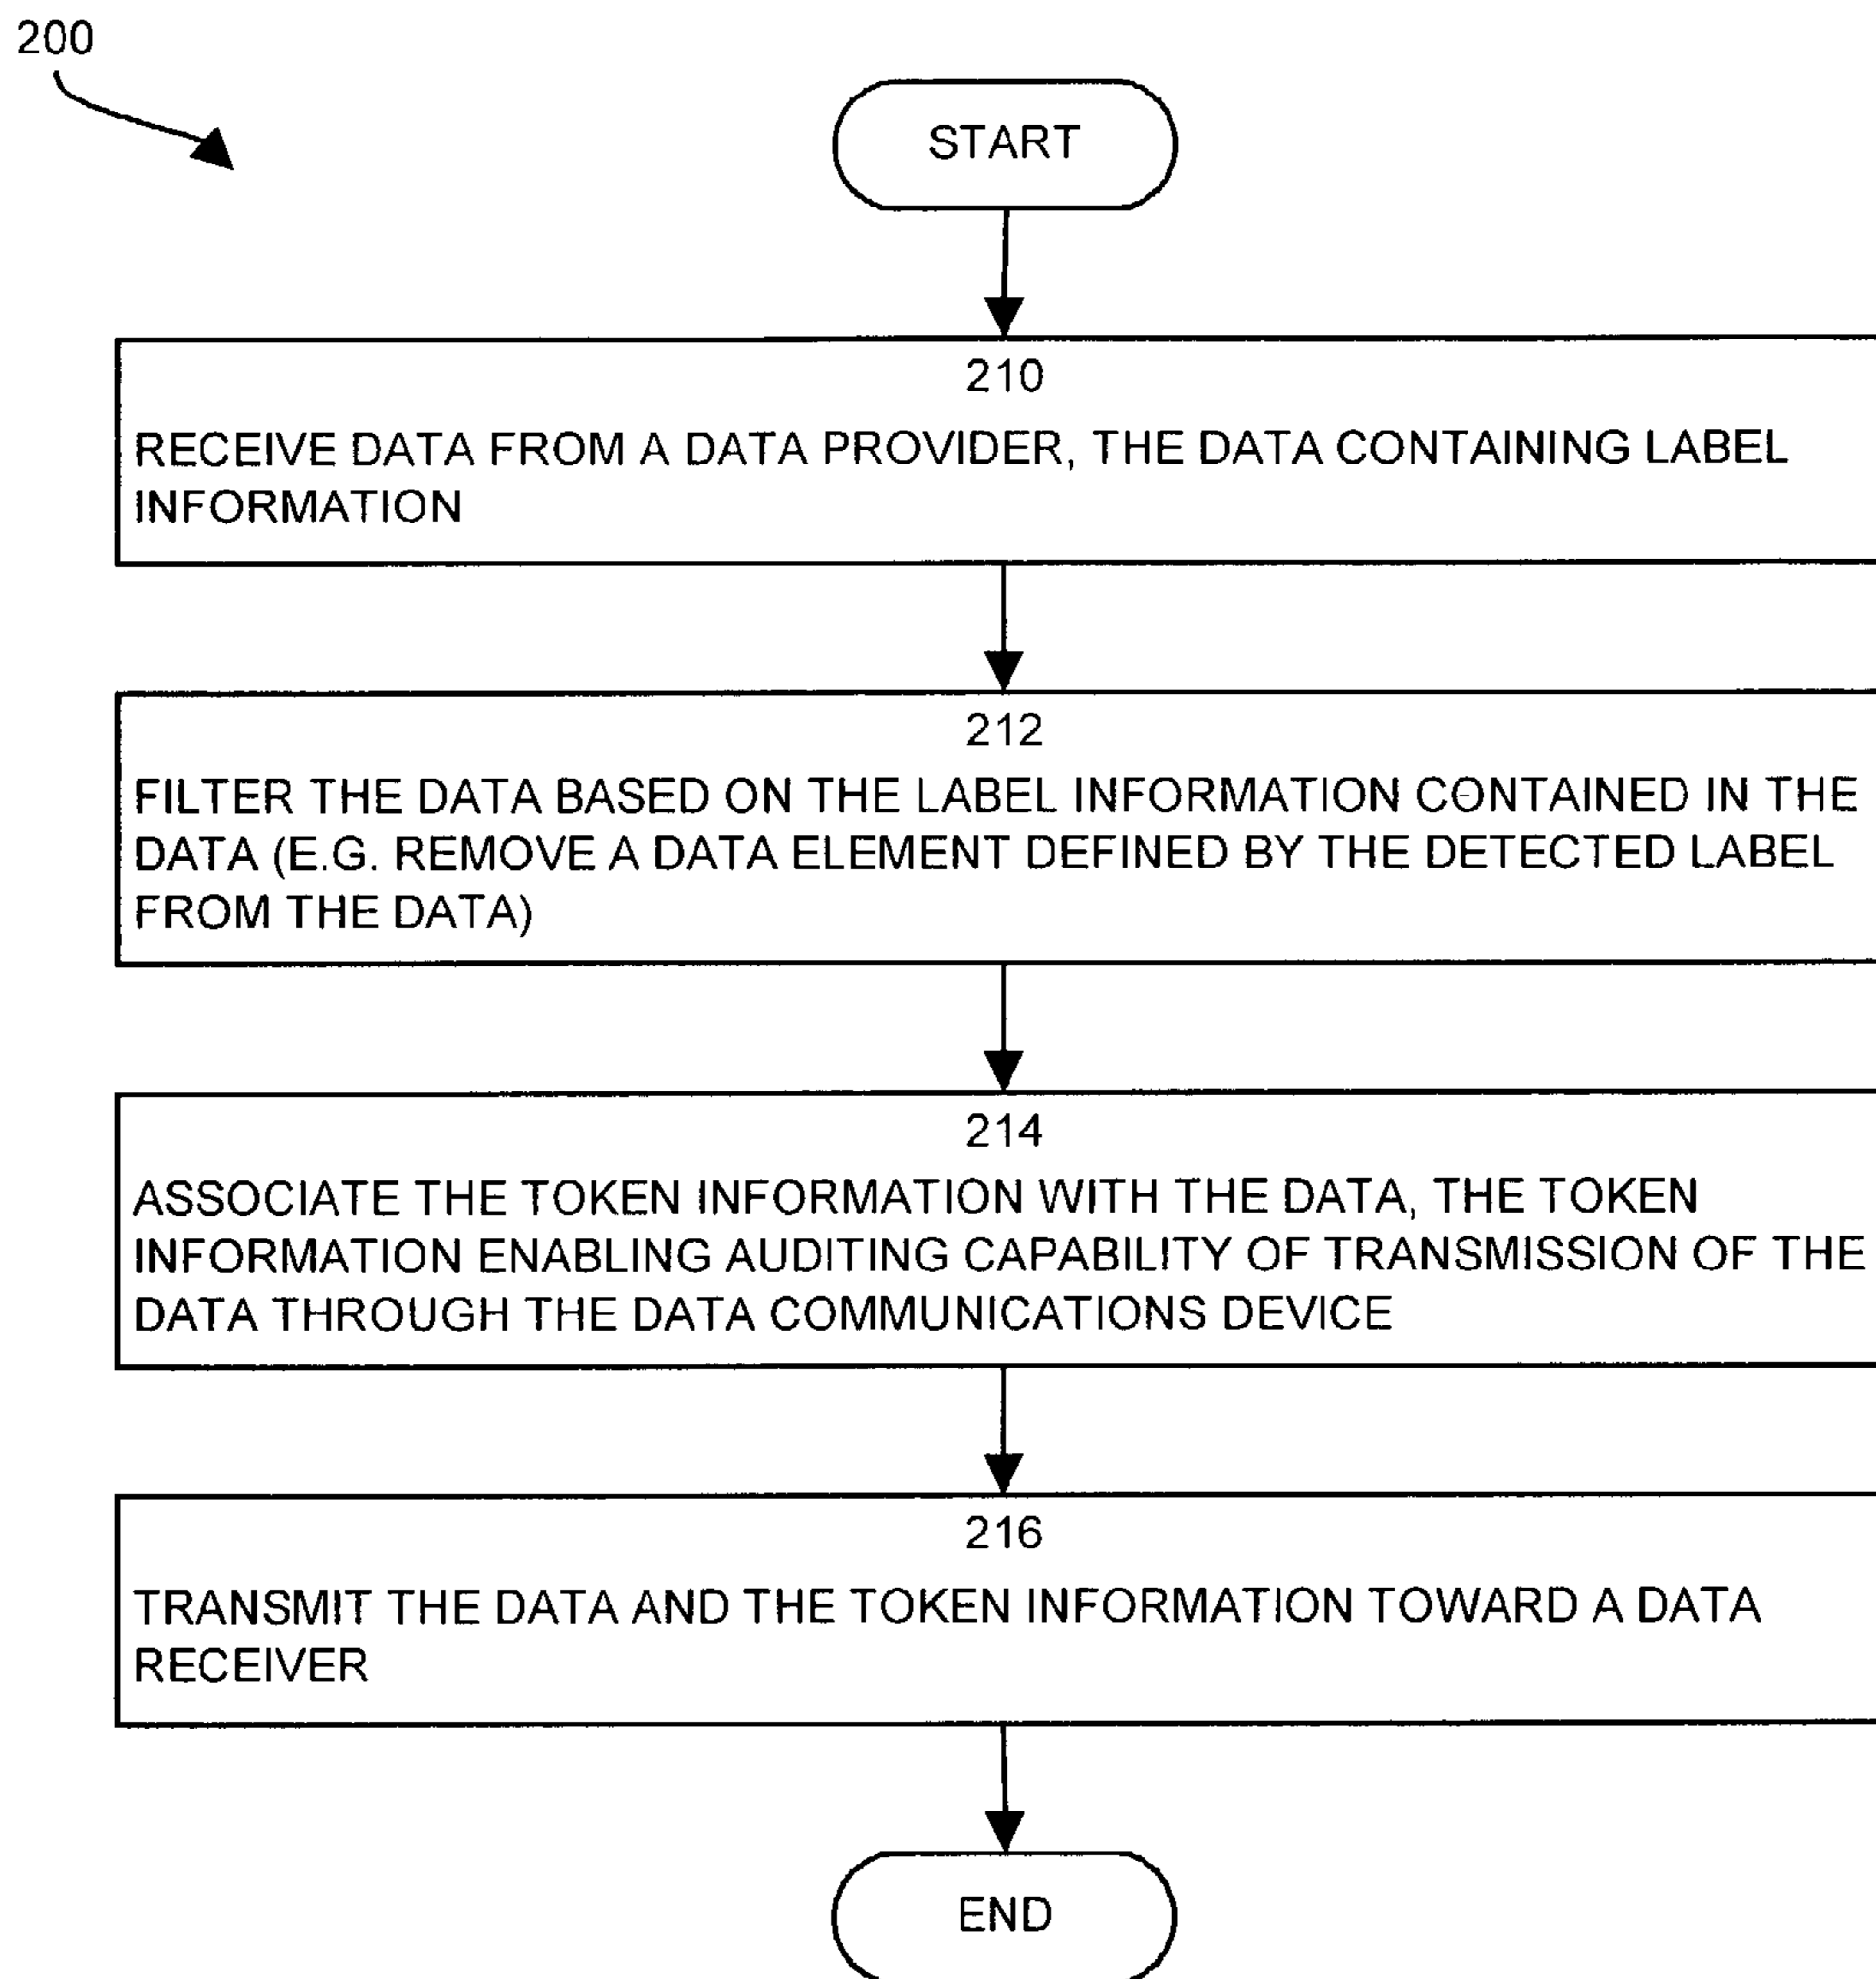 200
START
210
RECEIVE DATA FROM A DATA PROVIDER, THE DATA CONTAINING LABEL
INFORMATION
212
FILTER THE DATA BASED ON THE LABEL INFORMATION CONTAINED IN THE
DATA (E.G. REMOVE A DATA ELEMENT DEFINED BY THE DETECTED LABEL
FROM THE DATA)
214
ASSOCIATE THE TOKEN INFORMATION WITH THE DATA, THE TOKEN
INFORMATION ENABLING AUDITING CAPABILITY OF TRANSMISSION OF THE
DATA THROUGH THE DATA COMMUNICATIONS DEVICE
216
TRANSMIT THE DATA AND THE TOKEN INFORMATION TOWARD A DATA
RECEIVER
END